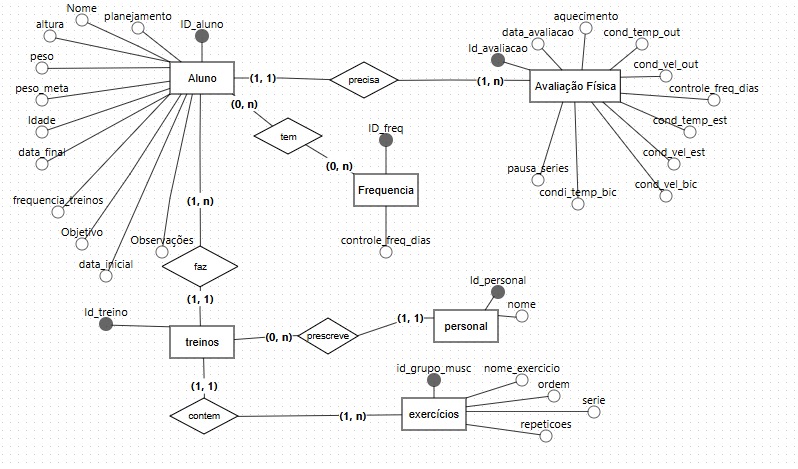 Nome
planejamento
altura
ID_aluno
peso
Aluno
(1, 1)
precisa
(1, n)
peso_meta
Idade
data_final
frequencia_treinos
Objetivo
data_inicial
Observações
aquecimento
data_avaliacao
cond_temp_out
Id_avaliacao
cond_vel_out
Avaliação Física
controle_freq_dias
cond_temp_est
cond_vel_est
cond_vel_bic
pausa_series
condi_temp_bic
(0, n)
tem
(0, n)
ID_freq
Frequencia
controle_freq_dias
(1, n)
faz
(1, 1)
Id_treino
treinos
(0, n)
prescreve
(1, 1)
personal
Id_personal
nome
(1, 1)
contem
(1, n)
exercícios
id_grupo_musc
nome_exercicio
ordem
serie
repeticoes